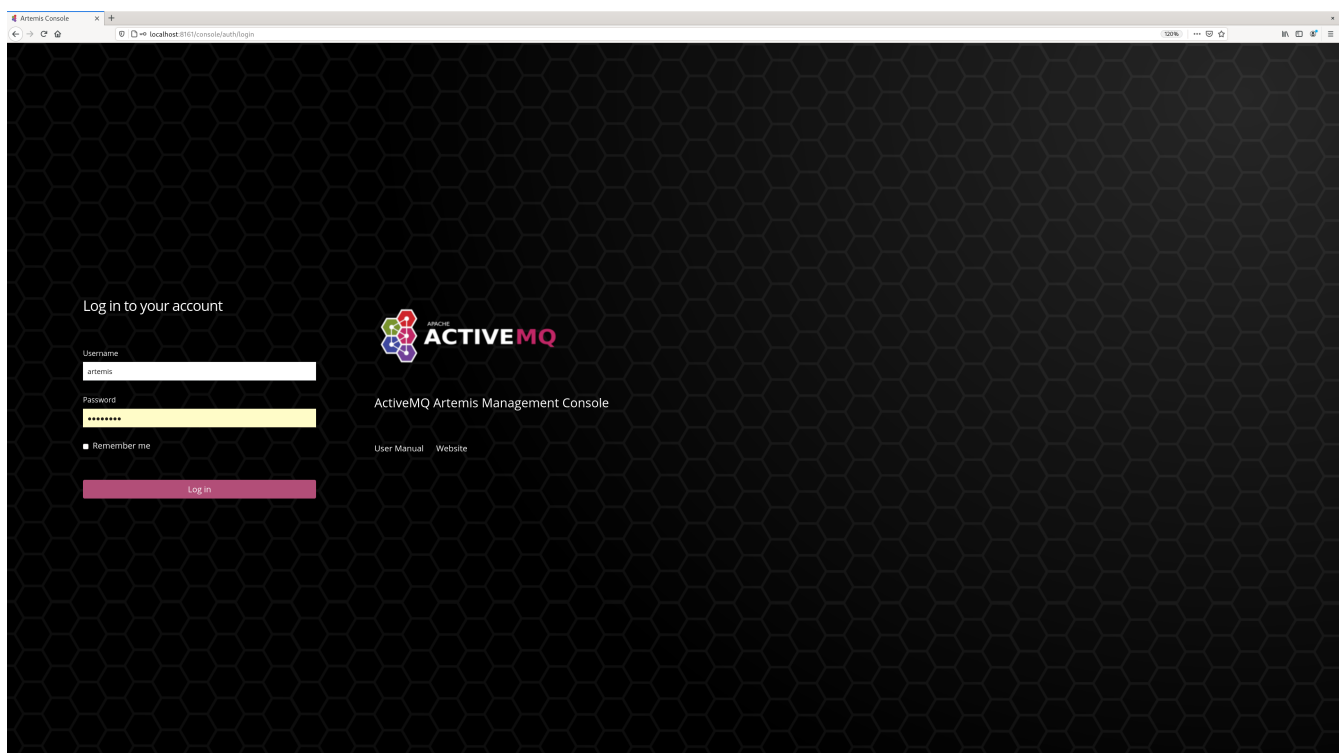 Artemis Console
localhost:8161/console/auth/login
120%
Log in to your account
Username
artemis
Password
Remember me
Log in
APACHE
ACTIVEMQ
ActiveMQ Artemis Management Console
User Manual Website